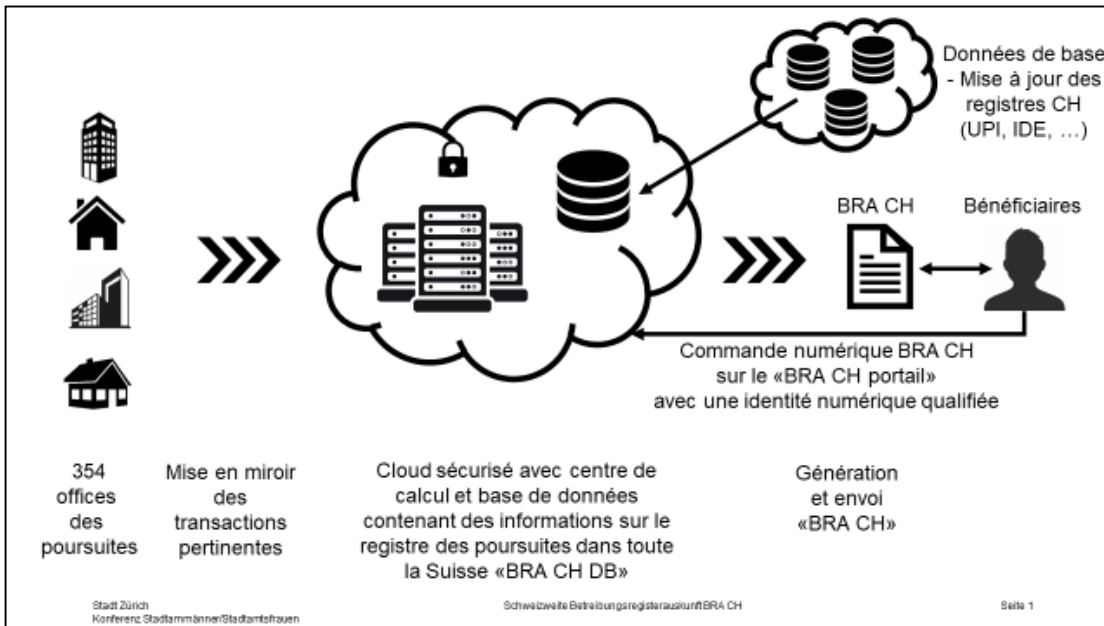 Données de base
- Mise à jour des
registres CH
(UPI, IDE, …)
BRA CH
Bénéficiaires
Commande numérique BRA CH
sur le «BRA CH portail»
avec une identité numérique qualifiée
354
offices
des
poursuites
Mise en miroir
des
transactions
pertinentes
Cloud sécurisé avec centre de
calcul et base de données
contenant des informations sur le
registre des poursuites dans toute
la Suisse «BRA CH DB»
Génération
et envoi
«BRA CH»
Stadt Zürich
Konferenz Stadtammänner/Stadtamtsfrauen
Schweizweite Betreibungsregisterauskunft BRA CH
Seite 1